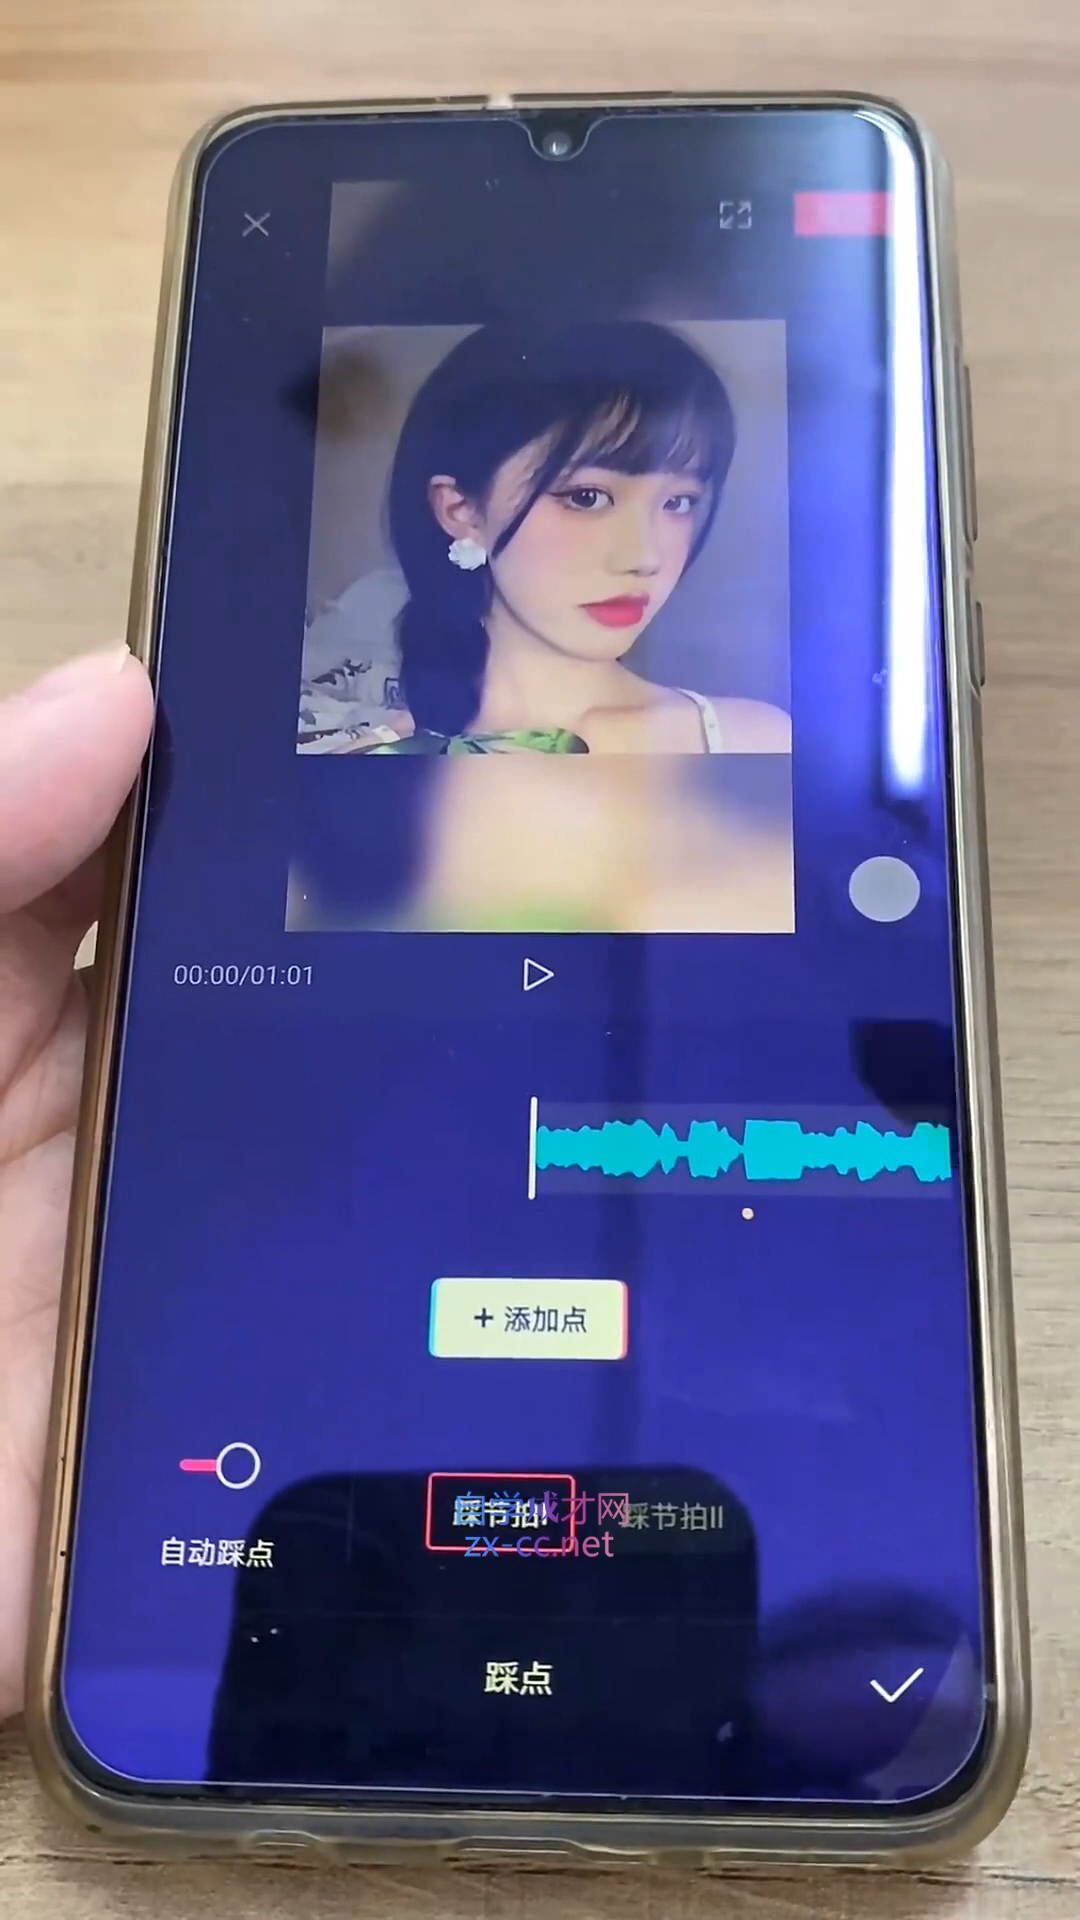 00:00/01:01
+ 添加点
自动踩点
踩节拍I
踩节拍II
自学成才网
zx-cc.net
踩点